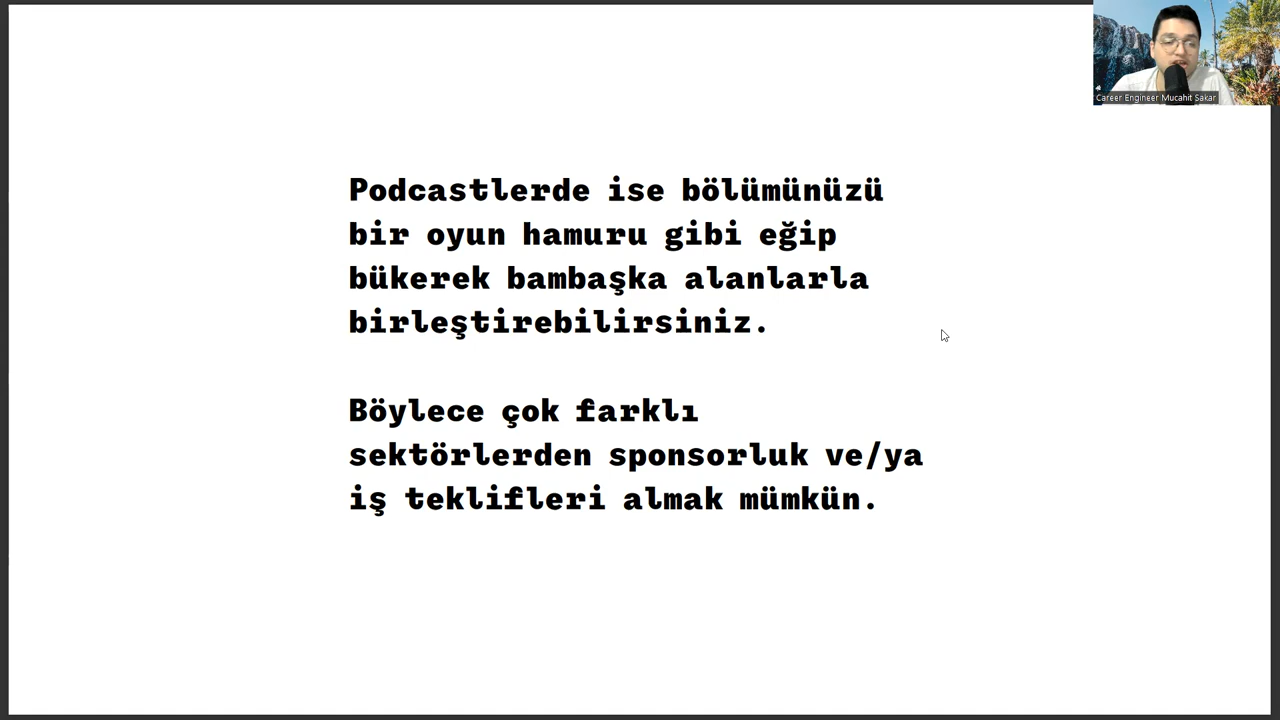 Career Engineer Mucahit Sakar
Podcastlerde ise bölümünüzü
bir oyun hamuru gibi eğip
bükerek bambaşka alanlarla
birleştirebilirsiniz.
Böylece çok farklı
sektörlerden sponsorluk ve/ya
iş teklifleri almak mümkün.